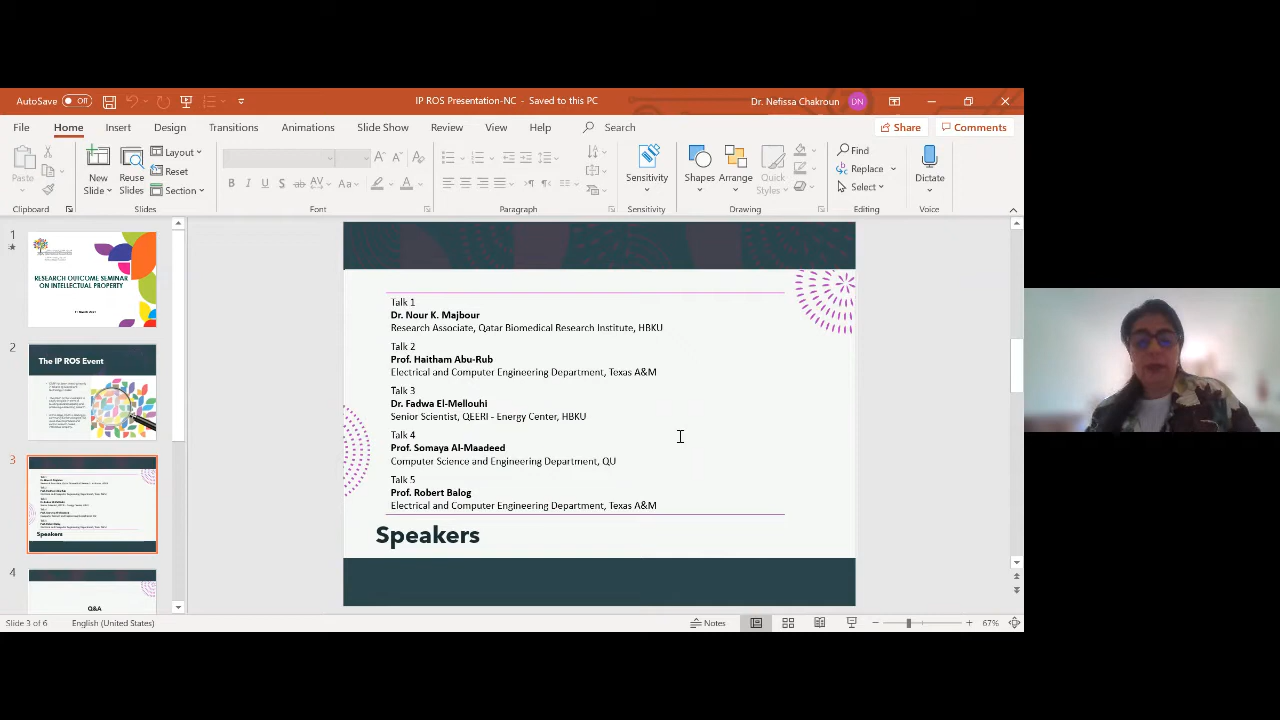 AutoSave Off
IP ROS Presentation-NC - Saved to this PC
Dr. Nefissa Chakroun DN
File Home Insert Design Transitions Animations Slide Show Review View Help Search
Share Comments
Paste
New Slide
Reuse Slides
Layout
Reset
Section
Sensitivity
Shapes
Arrange
Quick Styles
Find
Replace
Select
Dictate
Clipboard Slides Font Paragraph Sensitivity Drawing Editing Voice
1
RESEARCH OUTCOME SEMINAR
ON INTELLECTUAL PROPERTY
2
The IP ROS Event
3
Speakers
4
Q&A
Talk 1
Dr. Nour K. Majbour
Research Associate, Qatar Biomedical Research Institute, HBKU
Talk 2
Prof. Haitham Abu-Rub
Electrical and Computer Engineering Department, Texas A&M
Talk 3
Dr. Fadwa El-Mellouhi
Senior Scientist, QEERI - Energy Center, HBKU
Talk 4
Prof. Somaya Al-Maadeed
Computer Science and Engineering Department, QU
Talk 5
Prof. Robert Balog
Electrical and Computer Engineering Department, Texas A&M
Speakers
Slide 3 of 6
English (United States)
Notes
67%